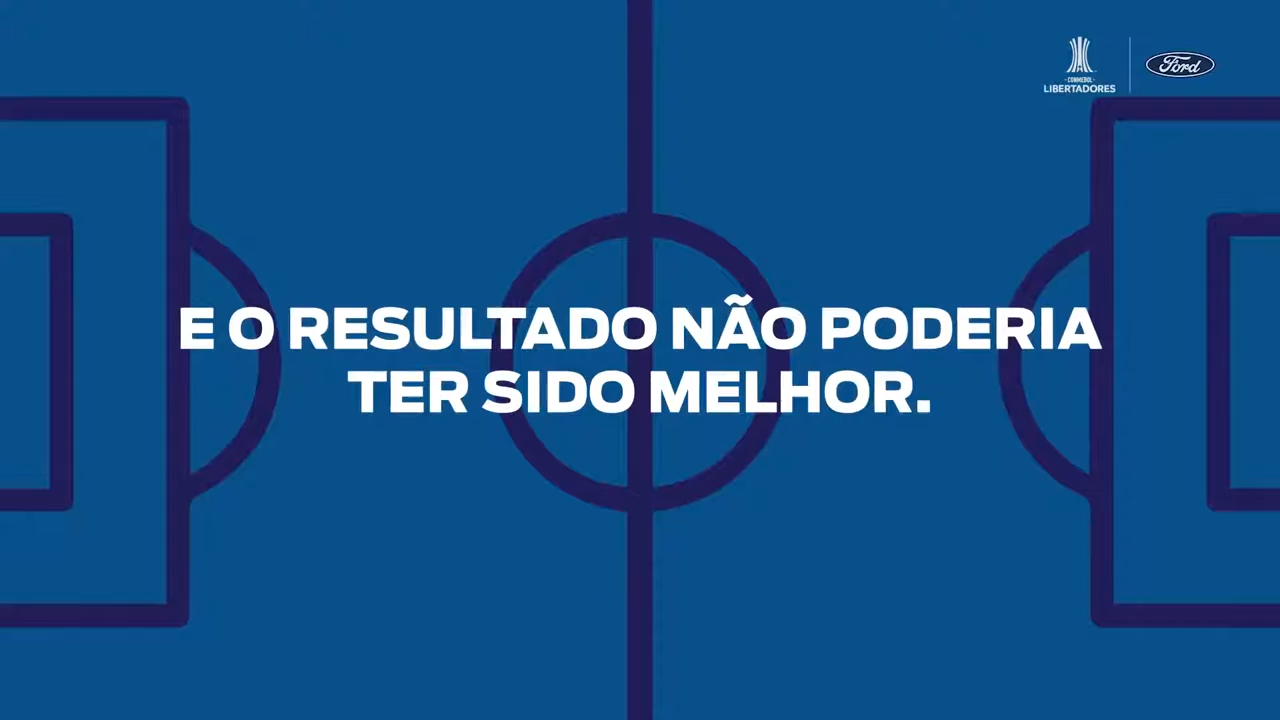 CONMEBOL
LIBERTADORES
Ford
E O RESULTADO NÃO PODERIA
TER SIDO MELHOR.